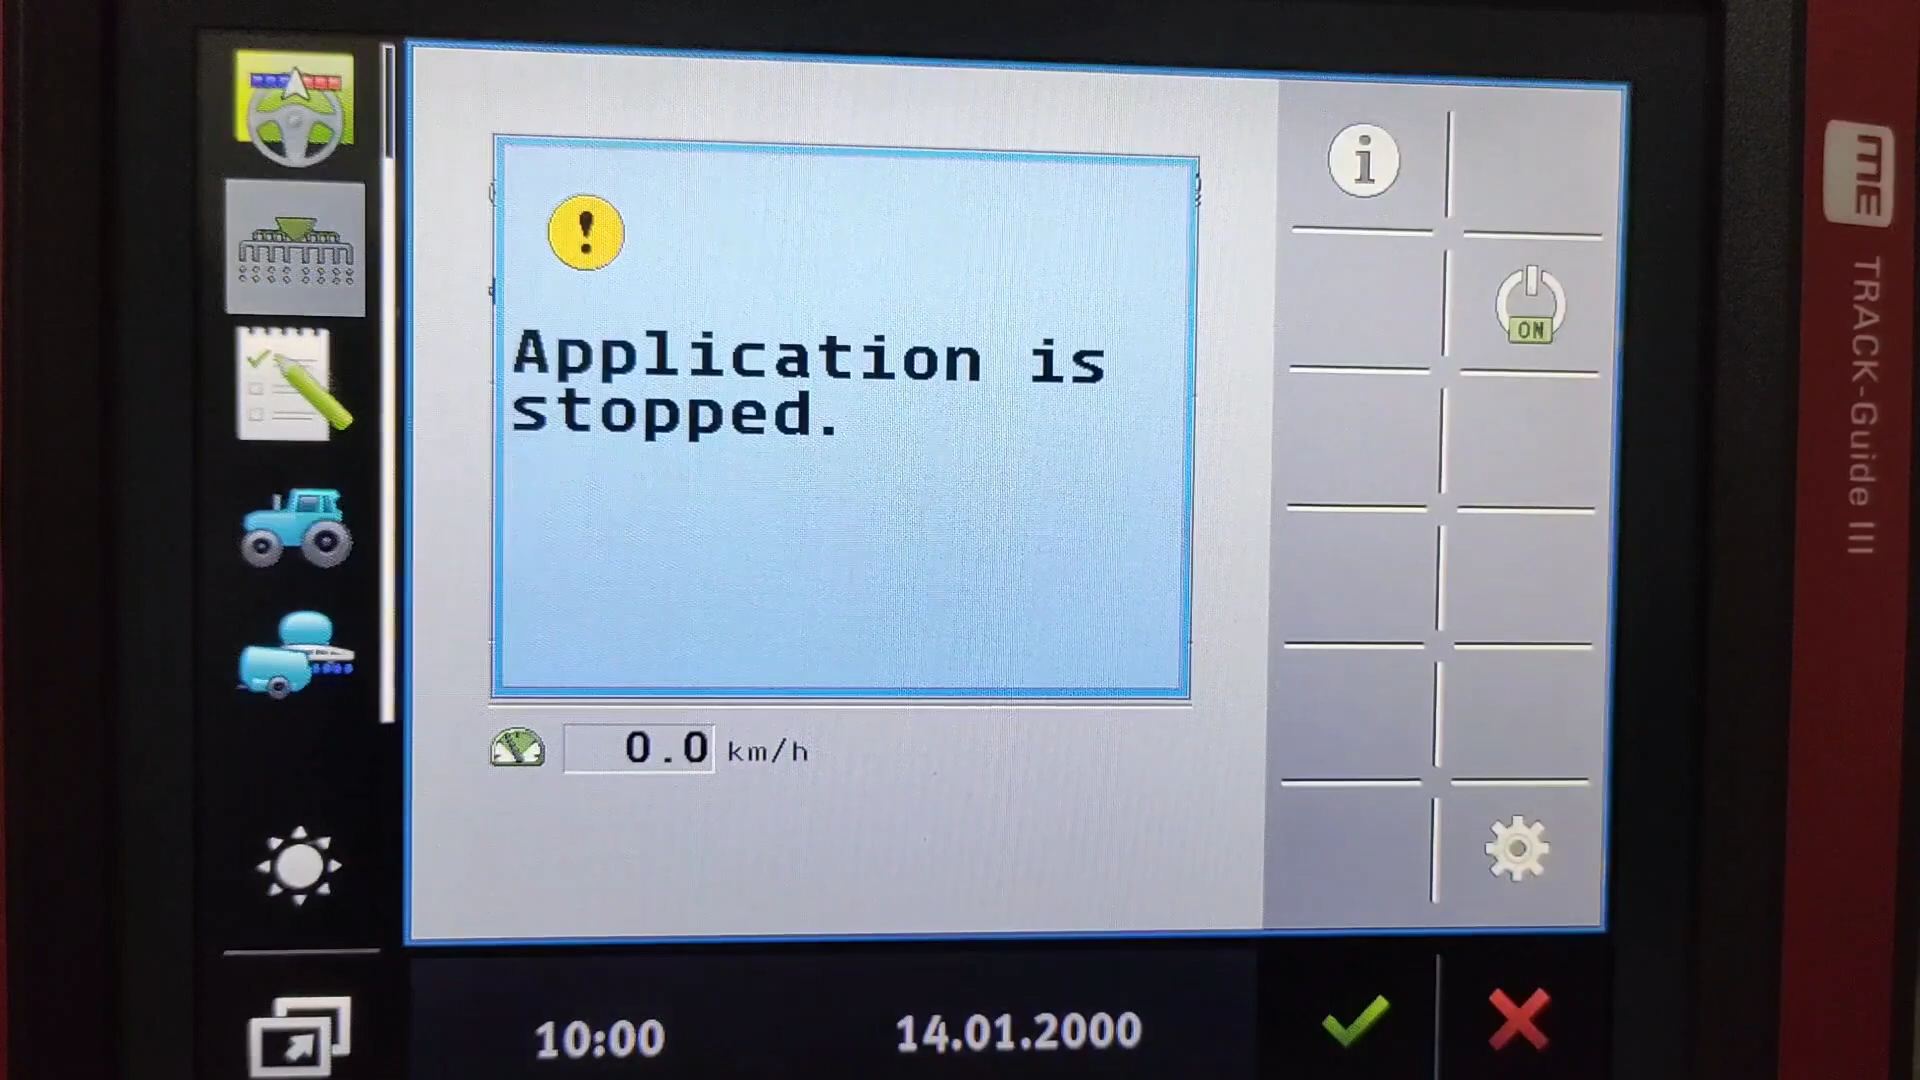 !
Application is
stopped.
0.0 km/h
i
ON
10:00
14.01.2000
ME
TRACK-Guide III